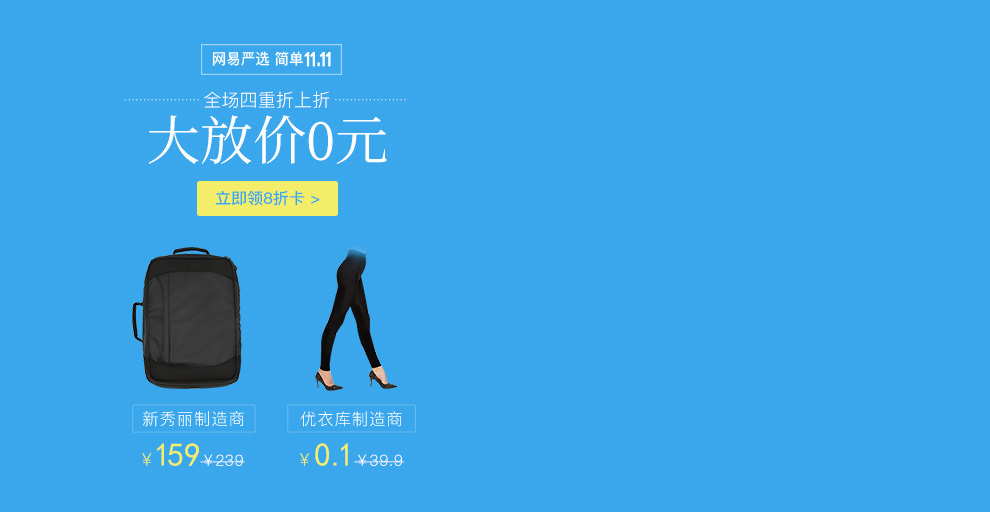 网易严选 简单11.11
全场四重折上折
大放价0元
立即领8折卡 >
新秀丽制造商
优衣库制造商
¥159 ¥239
¥0.1 ¥39.9